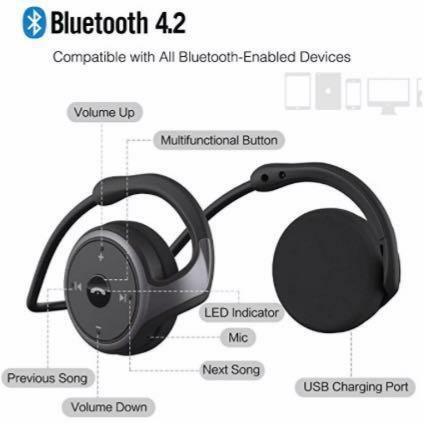 Bluetooth 4.2
Compatible with All Bluetooth-Enabled Devices
Volume Up
Multifunctional Button
LED Indicator
Mic
Next Song
Previous Song
USB Charging Port
Volume Down